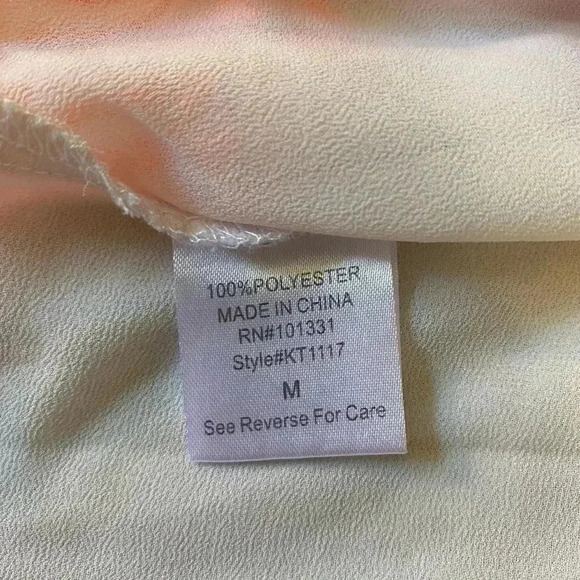 100%POLYESTER
MADE IN CHINA
RN#101331
Style#KT1117
M
See Reverse For Care